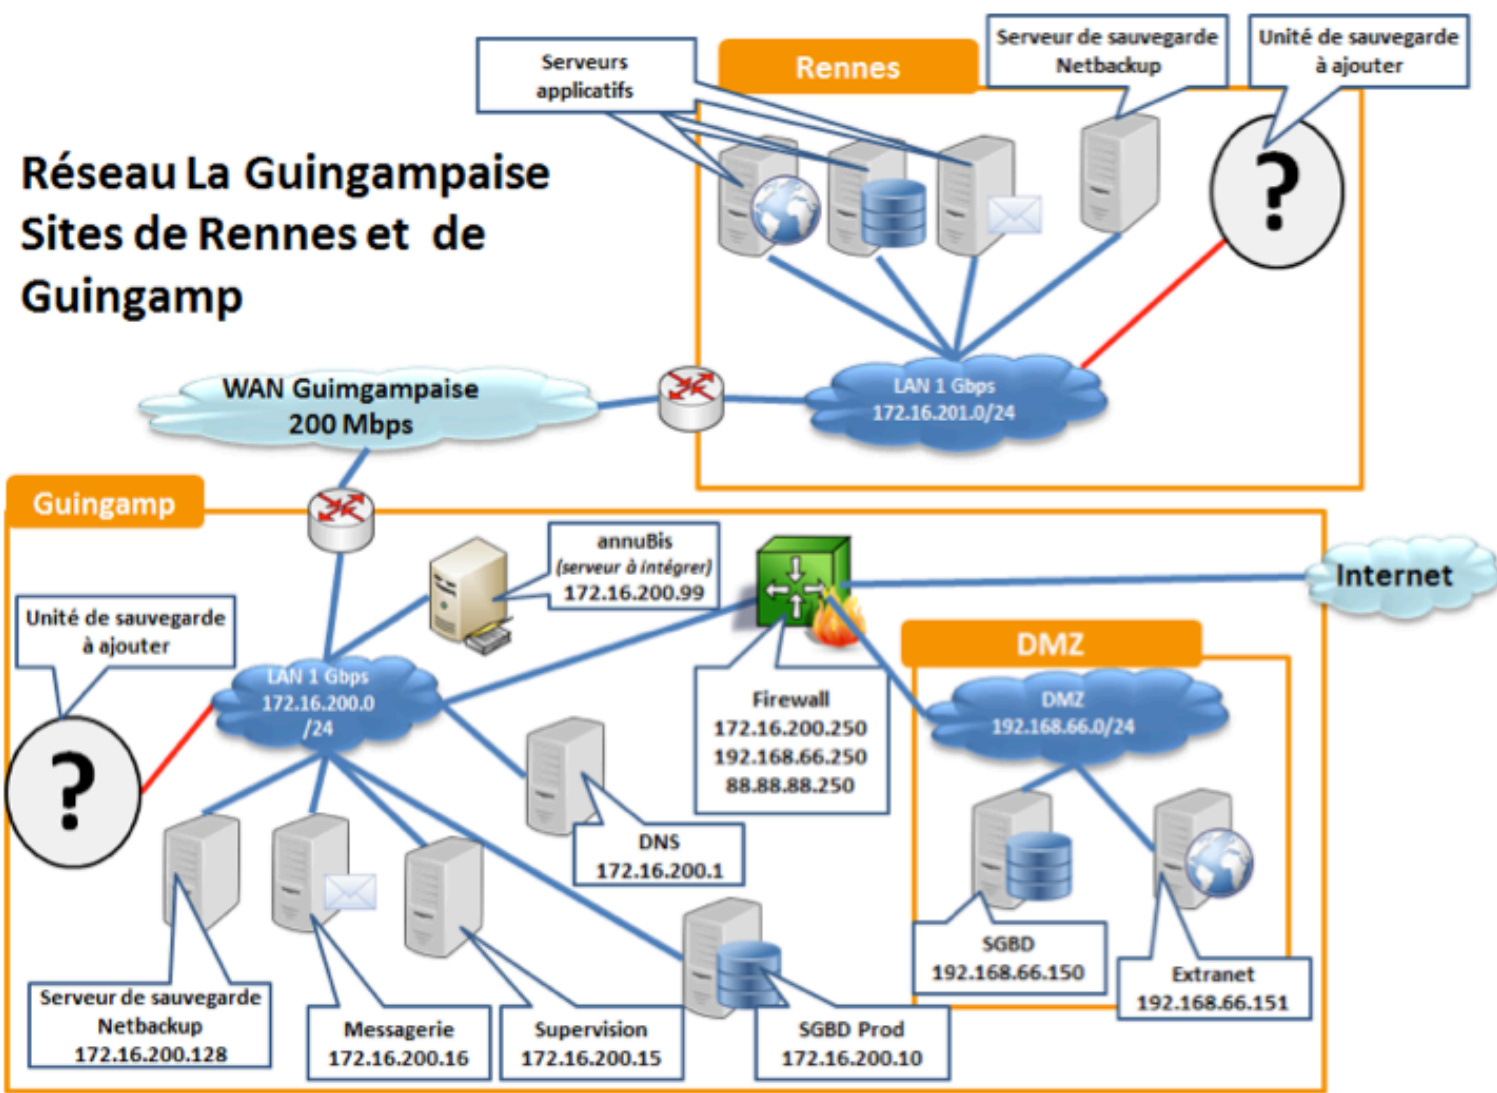 Serveurs
applicatifs
Rennes
Serveur de sauvegarde
Netbackup
Unité de sauvegarde
à ajouter
?
Réseau La Guingampaise
Sites de Rennes et de
Guingamp
WAN Guimgampaise
200 Mbps
LAN 1 Gbps
172.16.201.0/24
Guingamp
annuBis
(serveur à intégrer)
172.16.200.99
Internet
Unité de sauvegarde
à ajouter
?
LAN 1 Gbps
172.16.200.0
/24
DMZ
Firewall
172.16.200.250
192.168.66.250
88.88.88.250
DMZ
192.168.66.0/24
DNS
172.16.200.1
SGBD
192.168.66.150
Extranet
192.168.66.151
Serveur de sauvegarde
Netbackup
172.16.200.128
Messagerie
172.16.200.16
Supervision
172.16.200.15
SGBD Prod
172.16.200.10